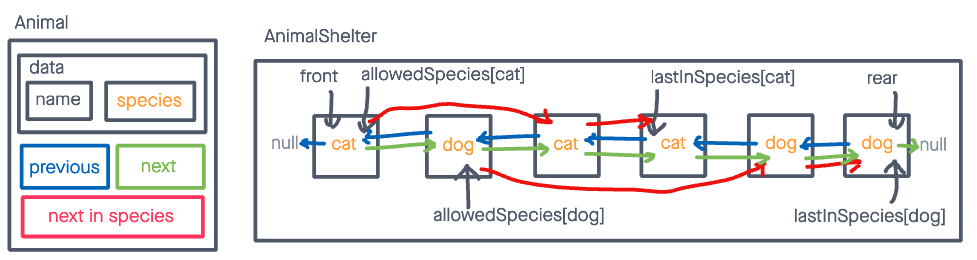 Animal
data
name
species
previous
next
next in species
AnimalShelter
front
allowedSpecies[cat]
lastInSpecies[cat]
rear
null
cat
dog
cat
cat
dog
dog
null
allowedSpecies[dog]
lastInSpecies[dog]